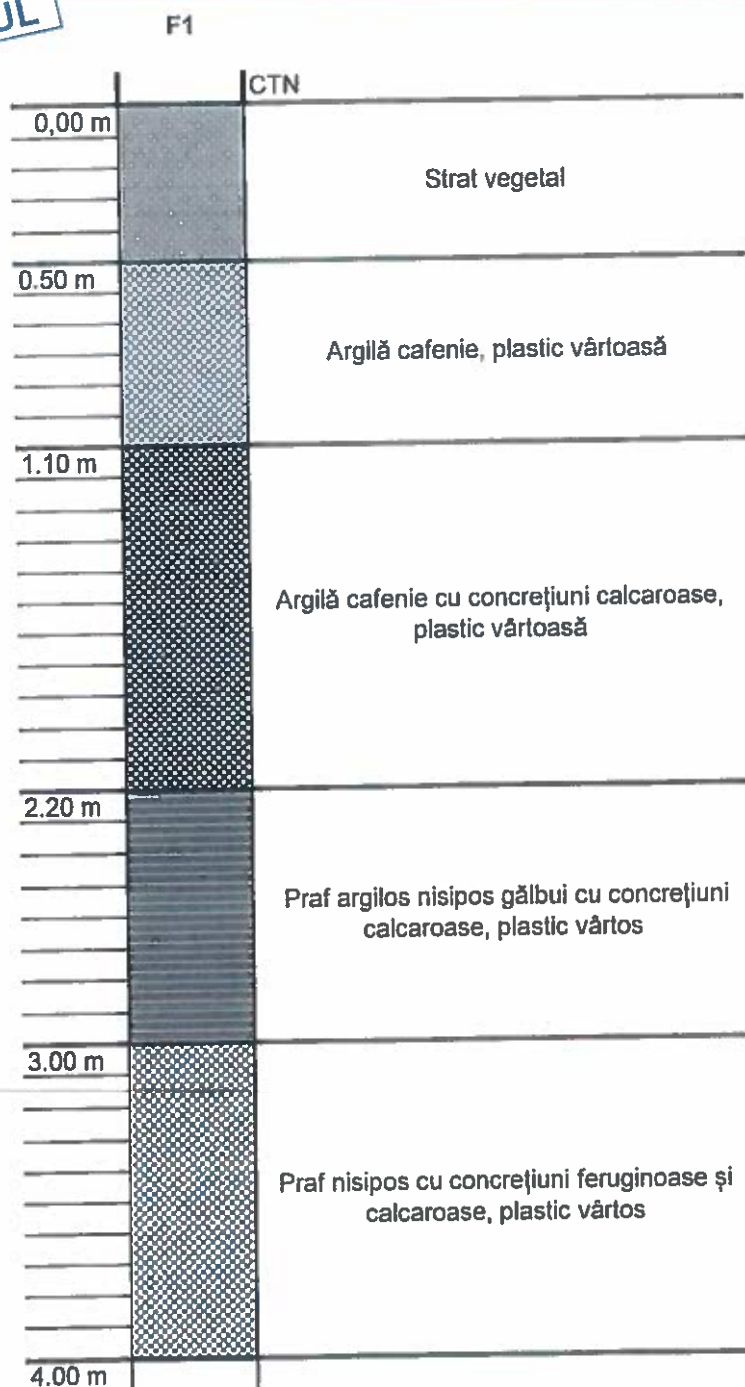 F1
CTN
0,00 m
Strat vegetal
0.50 m
Argilă cafenie, plastic vârtoasă
1.10 m
Argilă cafenie cu concrețiuni calcaroase,
plastic vârtoasă
2.20 m
Praf argilos nisipos gălbui cu concrețiuni
calcaroase, plastic vârtos
3.00 m
Praf nisipos cu concrețiuni feruginoase și
calcaroase, plastic vârtos
4.00 m